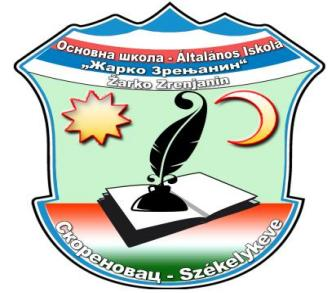 Основна школа - Általános Iskola
„Жарко Зрењанин“
Žarko Zrenjanin
Скореновац - Székelykeve